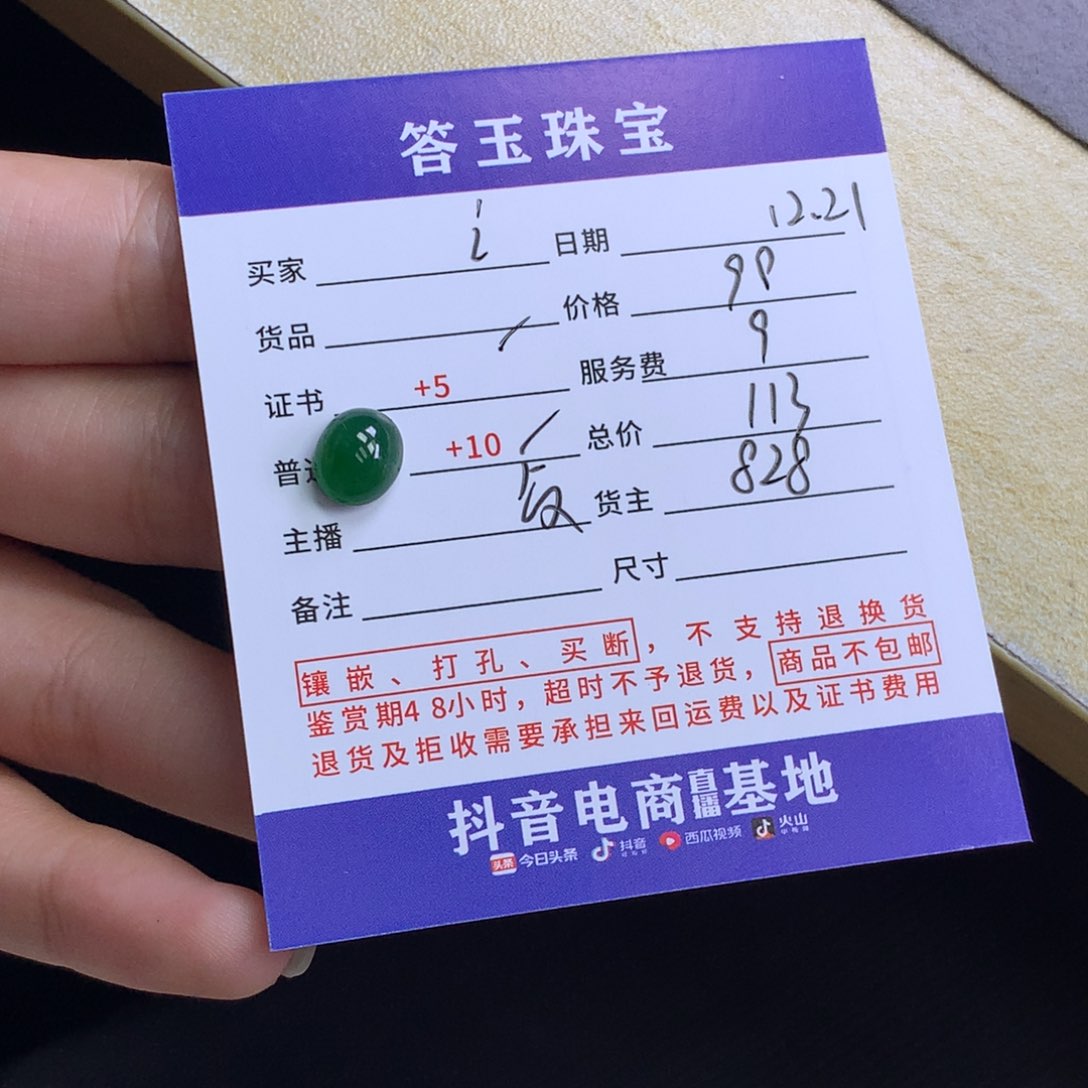 答玉珠宝
买家 日期 12.21
货品 价格 99
证书 +5 服务费 9
普 +10 总价 113
主播 货主 828
备注 尺寸
镶嵌、打孔、买断,不支持退换货
鉴赏期48小时,超时不予退货,商品不包邮
退货及拒收需要承担来回运费以及证书费用
抖音电商直播基地
头条 今日头条 抖音 西瓜视频 火山